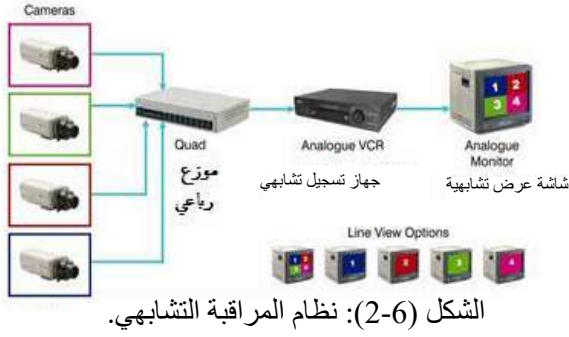 Cameras
Quad
موزع
رباعي
Analogue VCR
جهاز تسجيل تشابهي
Analogue
Monitor
شاشة عرض تشابهية
1 2
3 4
Line View Options
1 2
3 4
1
2
3
4
الشكل (6-2): نظام المراقبة التشابهي.